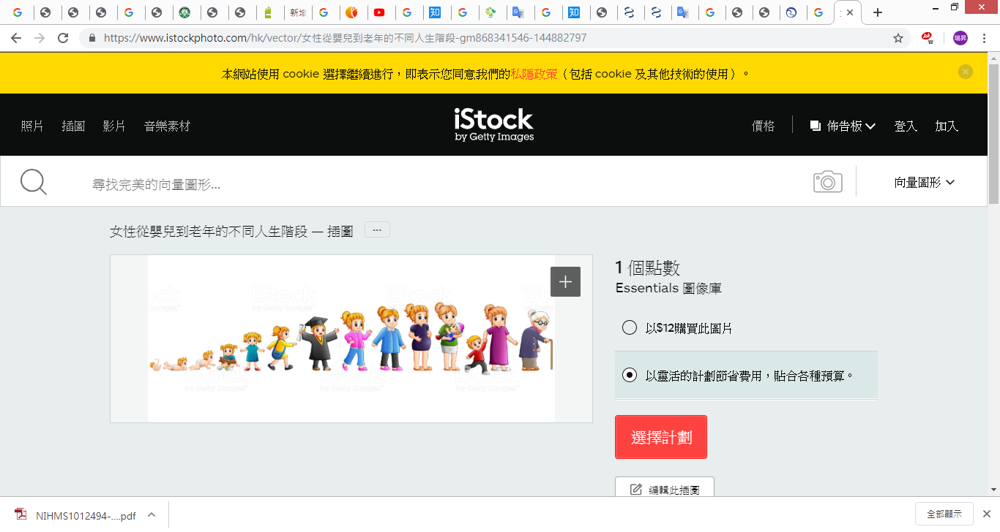 新増
https://www.istockphoto.com/hk/vector/女性從嬰兒到老年的不同人生階段-gm868341546-144882797
瑞昇
本網站使用 cookie 選擇繼續進行，即表示您同意我們的私隱政策（包括 cookie 及其他技術的使用）。
照片 插圖 影片 音樂素材
iStock
by Getty Images
價格 佈告板 登入 加入
尋找完美的向量圖形...
向量圖形
女性從嬰兒到老年的不同人生階段 — 插圖 ...
iStock
by Getty Images
1 個點數
Essentials 圖像庫
以$12購買此圖片
以靈活的計劃節省費用，貼合各種預算。
選擇計劃
編輯此插圖
NIHMS1012494-....pdf
全部顯示